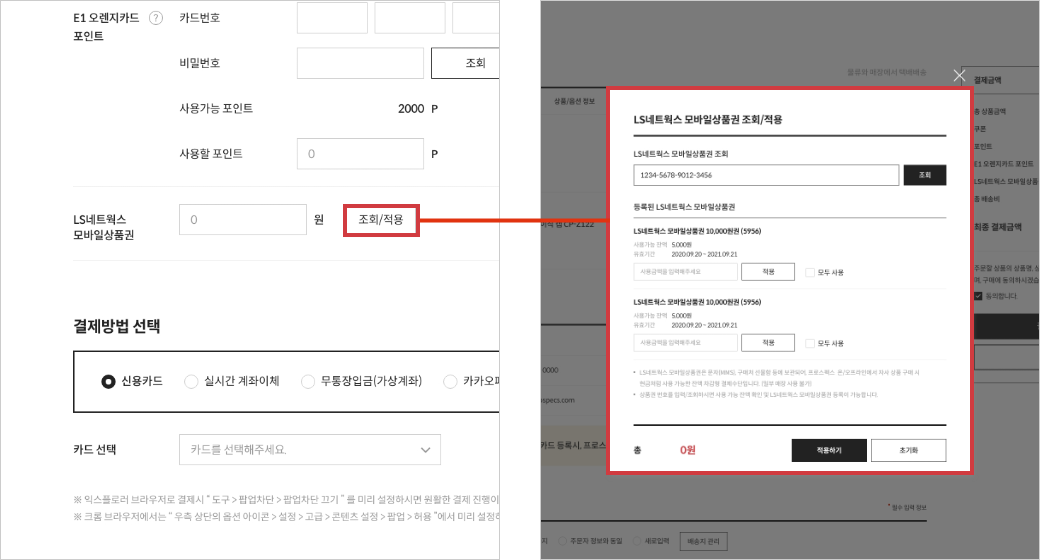 E1 오렌지카드 ? 카드번호
포인트
비밀번호 조회
사용가능 포인트 2000 P
사용할 포인트 0 P
LS네트웍스 0 원 조회/적용
모바일상품권
결제방법 선택
신용카드 실시간 계좌이체 무통장입금(가상계좌) 카카오페
카드 선택 카드를 선택해주세요.
※ 익스플로러 브라우저로 결제시 " 도구 > 팝업차단 > 팝업차단 끄기 " 를 미리 설정하시면 원활한 결제 진행이
※ 크롬 브라우저에서는 " 우측 상단의 옵션 아이콘 > 설정 > 고급 > 콘텐츠 설정 > 팝업 > 허용 "에서 미리 설정하
결제금액
상품/옵션 정보
총 상품금액
쿠폰
포인트
E1 오렌지카드 포인트
LS네트웍스 모바일상품
총 배송비
최종 결제금액
CP-Z122
주문할 상품의 상품명, 상
동의합니다.
0000
specs.com
카드 등록시, 프로스
LS네트웍스 모바일상품권 조회/적용
LS네트웍스 모바일상품권 조회
1234-5678-9012-3456 조회
등록된 LS네트웍스 모바일상품권
LS네트웍스 모바일상품권 10,000원권 (5956)
사용가능 잔액 5,000원
유효기간 2020.09.20 ~ 2021.09.21
사용금액을 입력해주세요 적용 모두 사용
LS네트웍스 모바일상품권 10,000원권 (5956)
사용가능 잔액 5,000원
유효기간 2020.09.20 ~ 2021.09.21
사용금액을 입력해주세요 적용 모두 사용
• LS네트웍스 모바일상품권은 문자(MMS), 구매자 선물형 등에 보관되며, 프로스펙스 온/오프라인에서 자사 상품 구매 시
현금처럼 사용 가능한 잔액 차감형 결제수단입니다. (일부 매장 사용 불가)
• 상품권 번호를 입력/조회하시면 사용 가능 잔액 확인 및 LS네트웍스 모바일상품권 등록이 가능합니다.
총 0원 적용하기 초기화
* 필수 입력 정보
주문자 정보와 동일 새로입력 배송지 관리